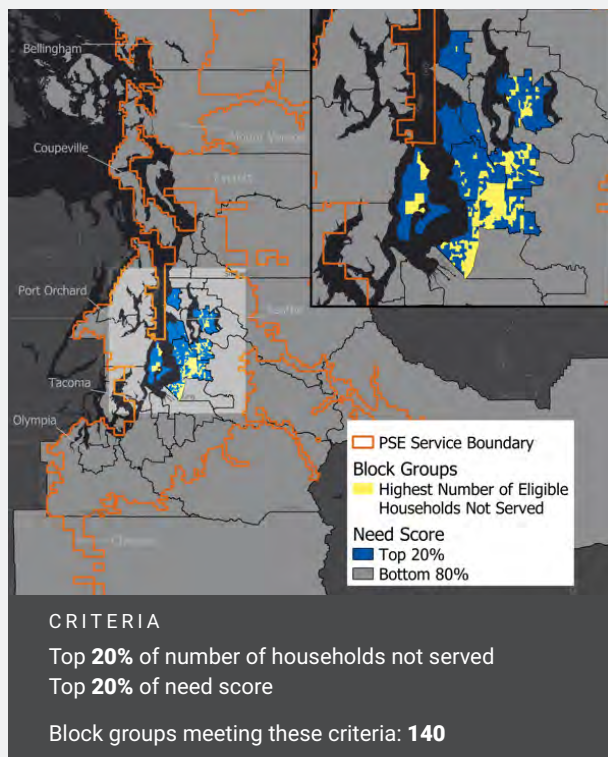 Bellingham
Mount Vernon
Coupeville
Everett
Port Orchard
Seattle
Tacoma
Olympia
PSE Service Boundary
Block Groups
Highest Number of Eligible
Households Not Served
Need Score
Top 20%
Bottom 80%
CRITERIA
Top 20% of number of households not served
Top 20% of need score
Block groups meeting these criteria: 140